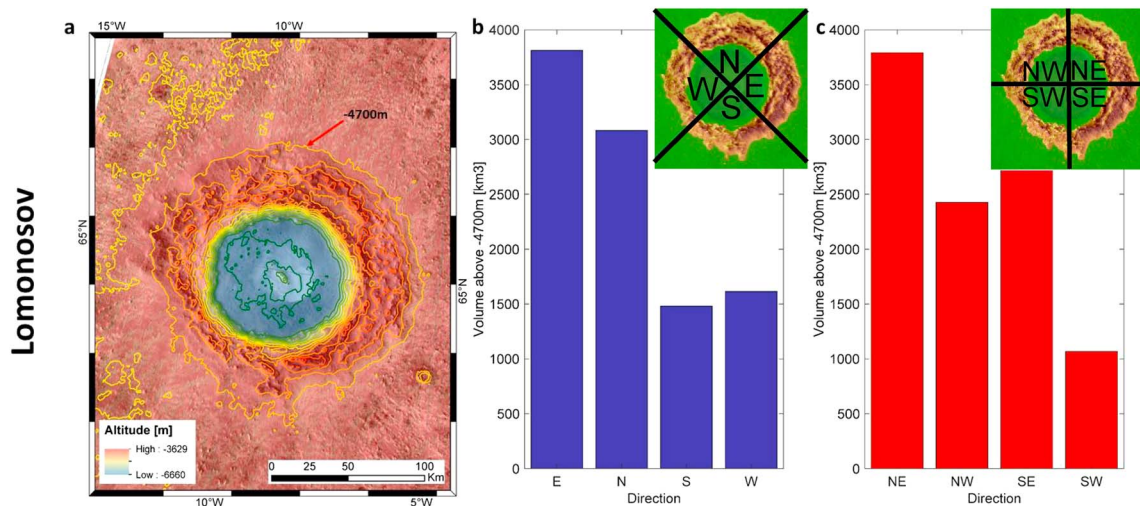 Lomonosov
a
15°W
10°W
-4700m
65°N
65°N
Altitude [m]
High : -3629
Low : -6660
0 25 50 100
Km
10°W
5°W
b
Volume above -4700m [km3]
4000
3500
3000
2500
2000
1500
1000
500
0
N
W E
S
E N S W
Direction
c
Volume above -4700m [km3]
4000
3500
3000
2500
2000
1500
1000
500
0
NW NE
SW SE
NE NW SE SW
Direction